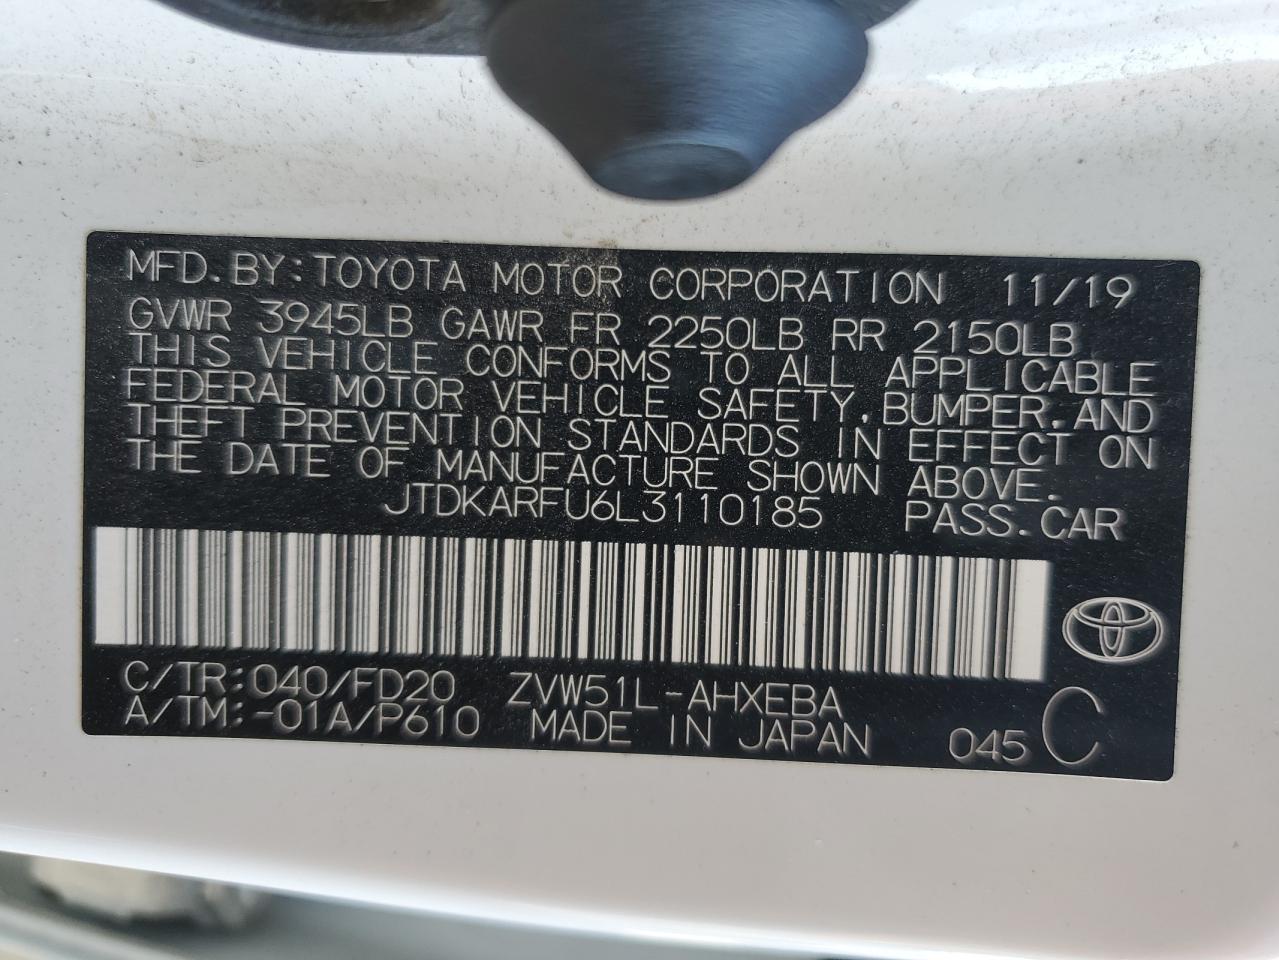 MFD.BY:TOYOTA MOTOR CORPORATION 11/19
GVWR 3945LB GAWR FR 2250LB RR 2150LB
THIS VEHICLE CONFORMS TO ALL APPLICABLE
FEDERAL MOTOR VEHICLE SAFETY,BUMPER,AND
THEFT PREVENTION STANDARDS IN EFFECT ON
THE DATE OF MANUFACTURE SHOWN ABOVE.
JTDKARFU6L3110185 PASS.CAR
C/TR:040/FD20 ZVW51L-AHXEBA
A/TM:-01A/P610 MADE IN JAPAN 045 C